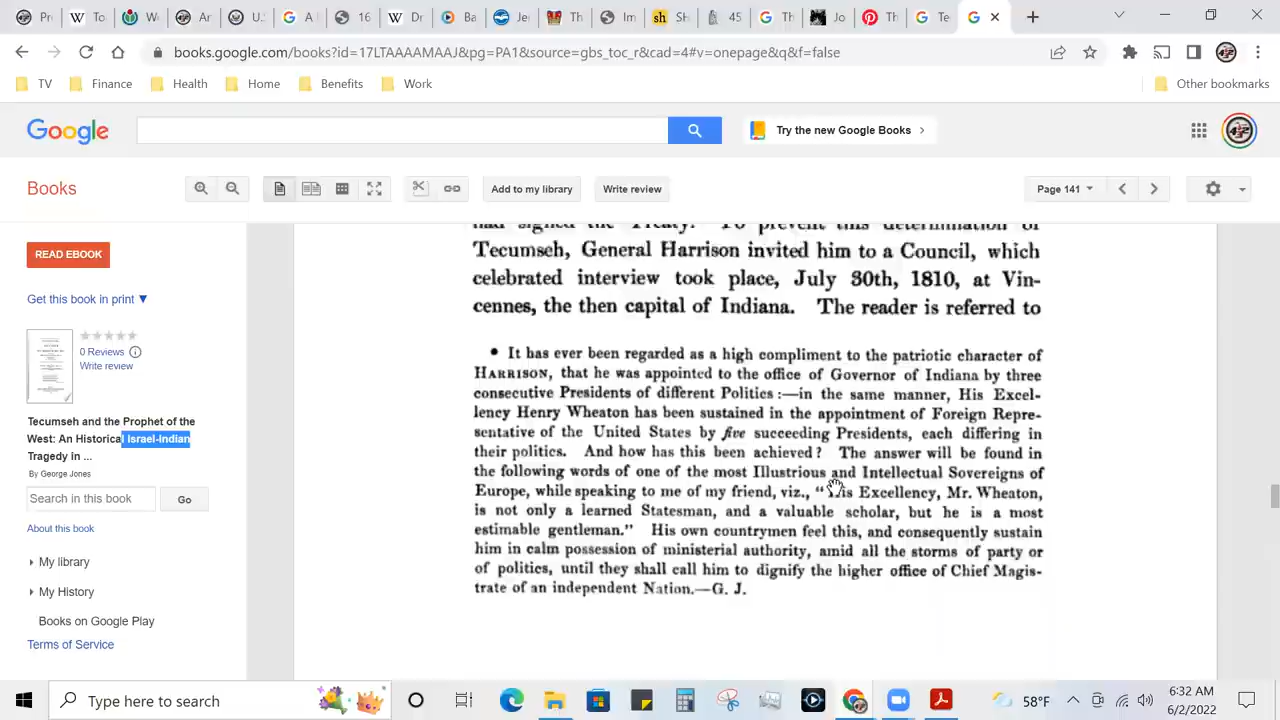 Pr
W
Ar
U.
A
16
W Dr
Ba
Je
Th
Im
sh SH
45
Th
Jo
Th
Te
books.google.com/books?id=17LTAAAAMAAJ&pg=PA1&source=gbs_toc_r&cad=4#v=onepage&q&f=false
TV Finance Health Home Benefits Work Other bookmarks
Google Try the new Google Books
Books Add to my library Write review Page 141
READ EBOOK
Get this book in print ▼
0 Reviews
Write review
Tecumseh and the Prophet of the
West: An Historical Israel-Indian
Tragedy in ...
By George Jones
Search in this book Go
About this book
My library
My History
Books on Google Play
Terms of Service
had signed the Treaty. To prevent this determination of
Tecumseh, General Harrison invited him to a Council, which
celebrated interview took place, July 30th, 1810, at Vin-
cennes, the then capital of Indiana. The reader is referred to
• It has ever been regarded as a high compliment to the patriotic character of
HARRISON, that he was appointed to the office of Governor of Indiana by three
consecutive Presidents of different Politics :—in the same manner, His Excel-
lency Henry Wheaton has been sustained in the appointment of Foreign Repre-
sentative of the United States by five succeeding Presidents, each differing in
their politics. And how has this been achieved? The answer will be found in
the following words of one of the most Illustrious and Intellectual Sovereigns of
Europe, while speaking to me of my friend, viz., "His Excellency, Mr. Wheaton,
is not only a learned Statesman, and a valuable scholar, but he is a most
estimable gentleman." His own countrymen feel this, and consequently sustain
him in calm possession of ministerial authority, amid all the storms of party or
of politics, until they shall call him to dignify the higher office of Chief Magis-
trate of an independent Nation.—G. J.
Type here to search 58°F 6:32 AM
6/2/2022